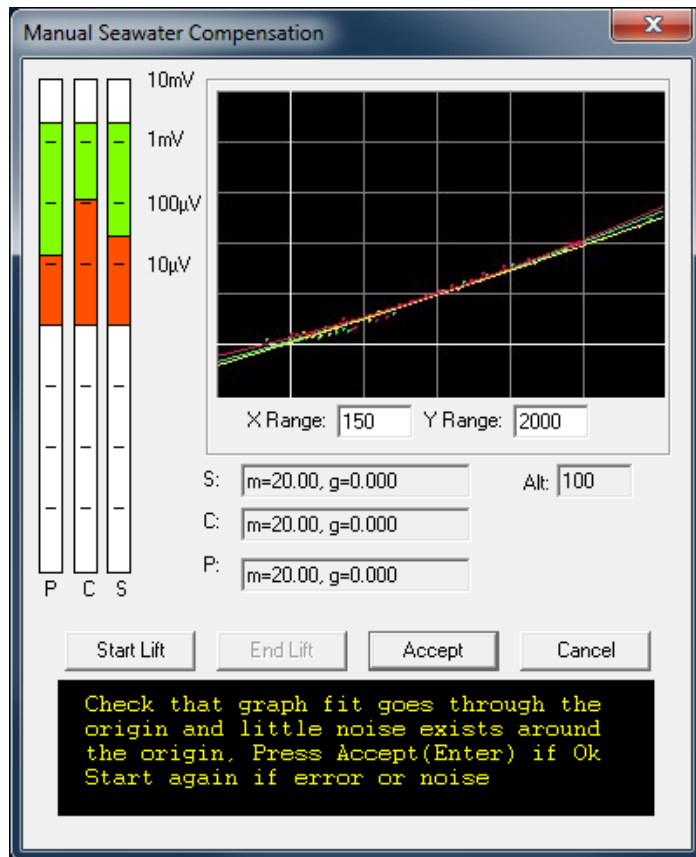 Manual Seawater Compensation
10mV
1mV
100µV
10µV
P C S
X Range: 150 Y Range: 2000
S: m=20.00, g=0.000 Alt: 100
C: m=20.00, g=0.000
P: m=20.00, g=0.000
Start Lift End Lift Accept Cancel
Check that graph fit goes through the
origin and little noise exists around
the origin, Press Accept(Enter) if Ok
Start again if error or noise